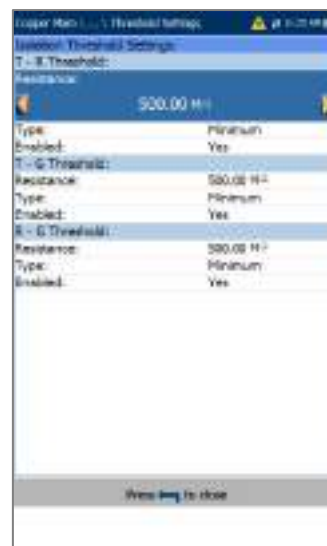 Copper Main \ ... \ Threshold Settings
Isolation Threshold Settings
T - R Threshold:
Resistance:
500.00 MΩ
Type: Minimum
Enabled: Yes
T - G Threshold:
Resistance: 500.00 MΩ
Type: Minimum
Enabled: Yes
R - G Threshold:
Resistance: 500.00 MΩ
Type: Minimum
Enabled: Yes
Press to close